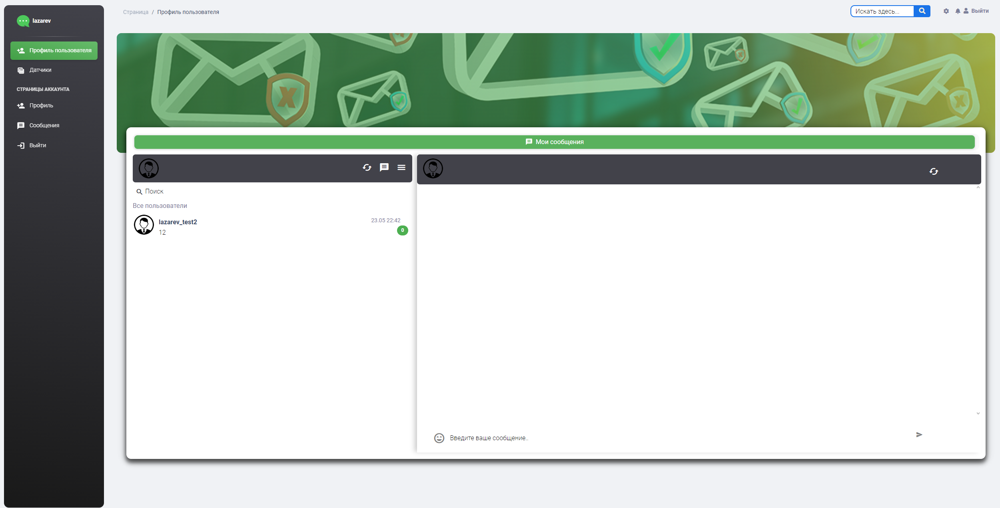 lazarev
Профиль пользователя
Датчики
СТРАНИЦЫ АККАУНТА
Профиль
Сообщения
Выйти
Страница / Профиль пользователя
Искать здесь...
Выйти
Мои сообщения
Поиск
Все пользователи
lazarev_test2
23.05 22:42
12
0
Введите ваше сообщение..